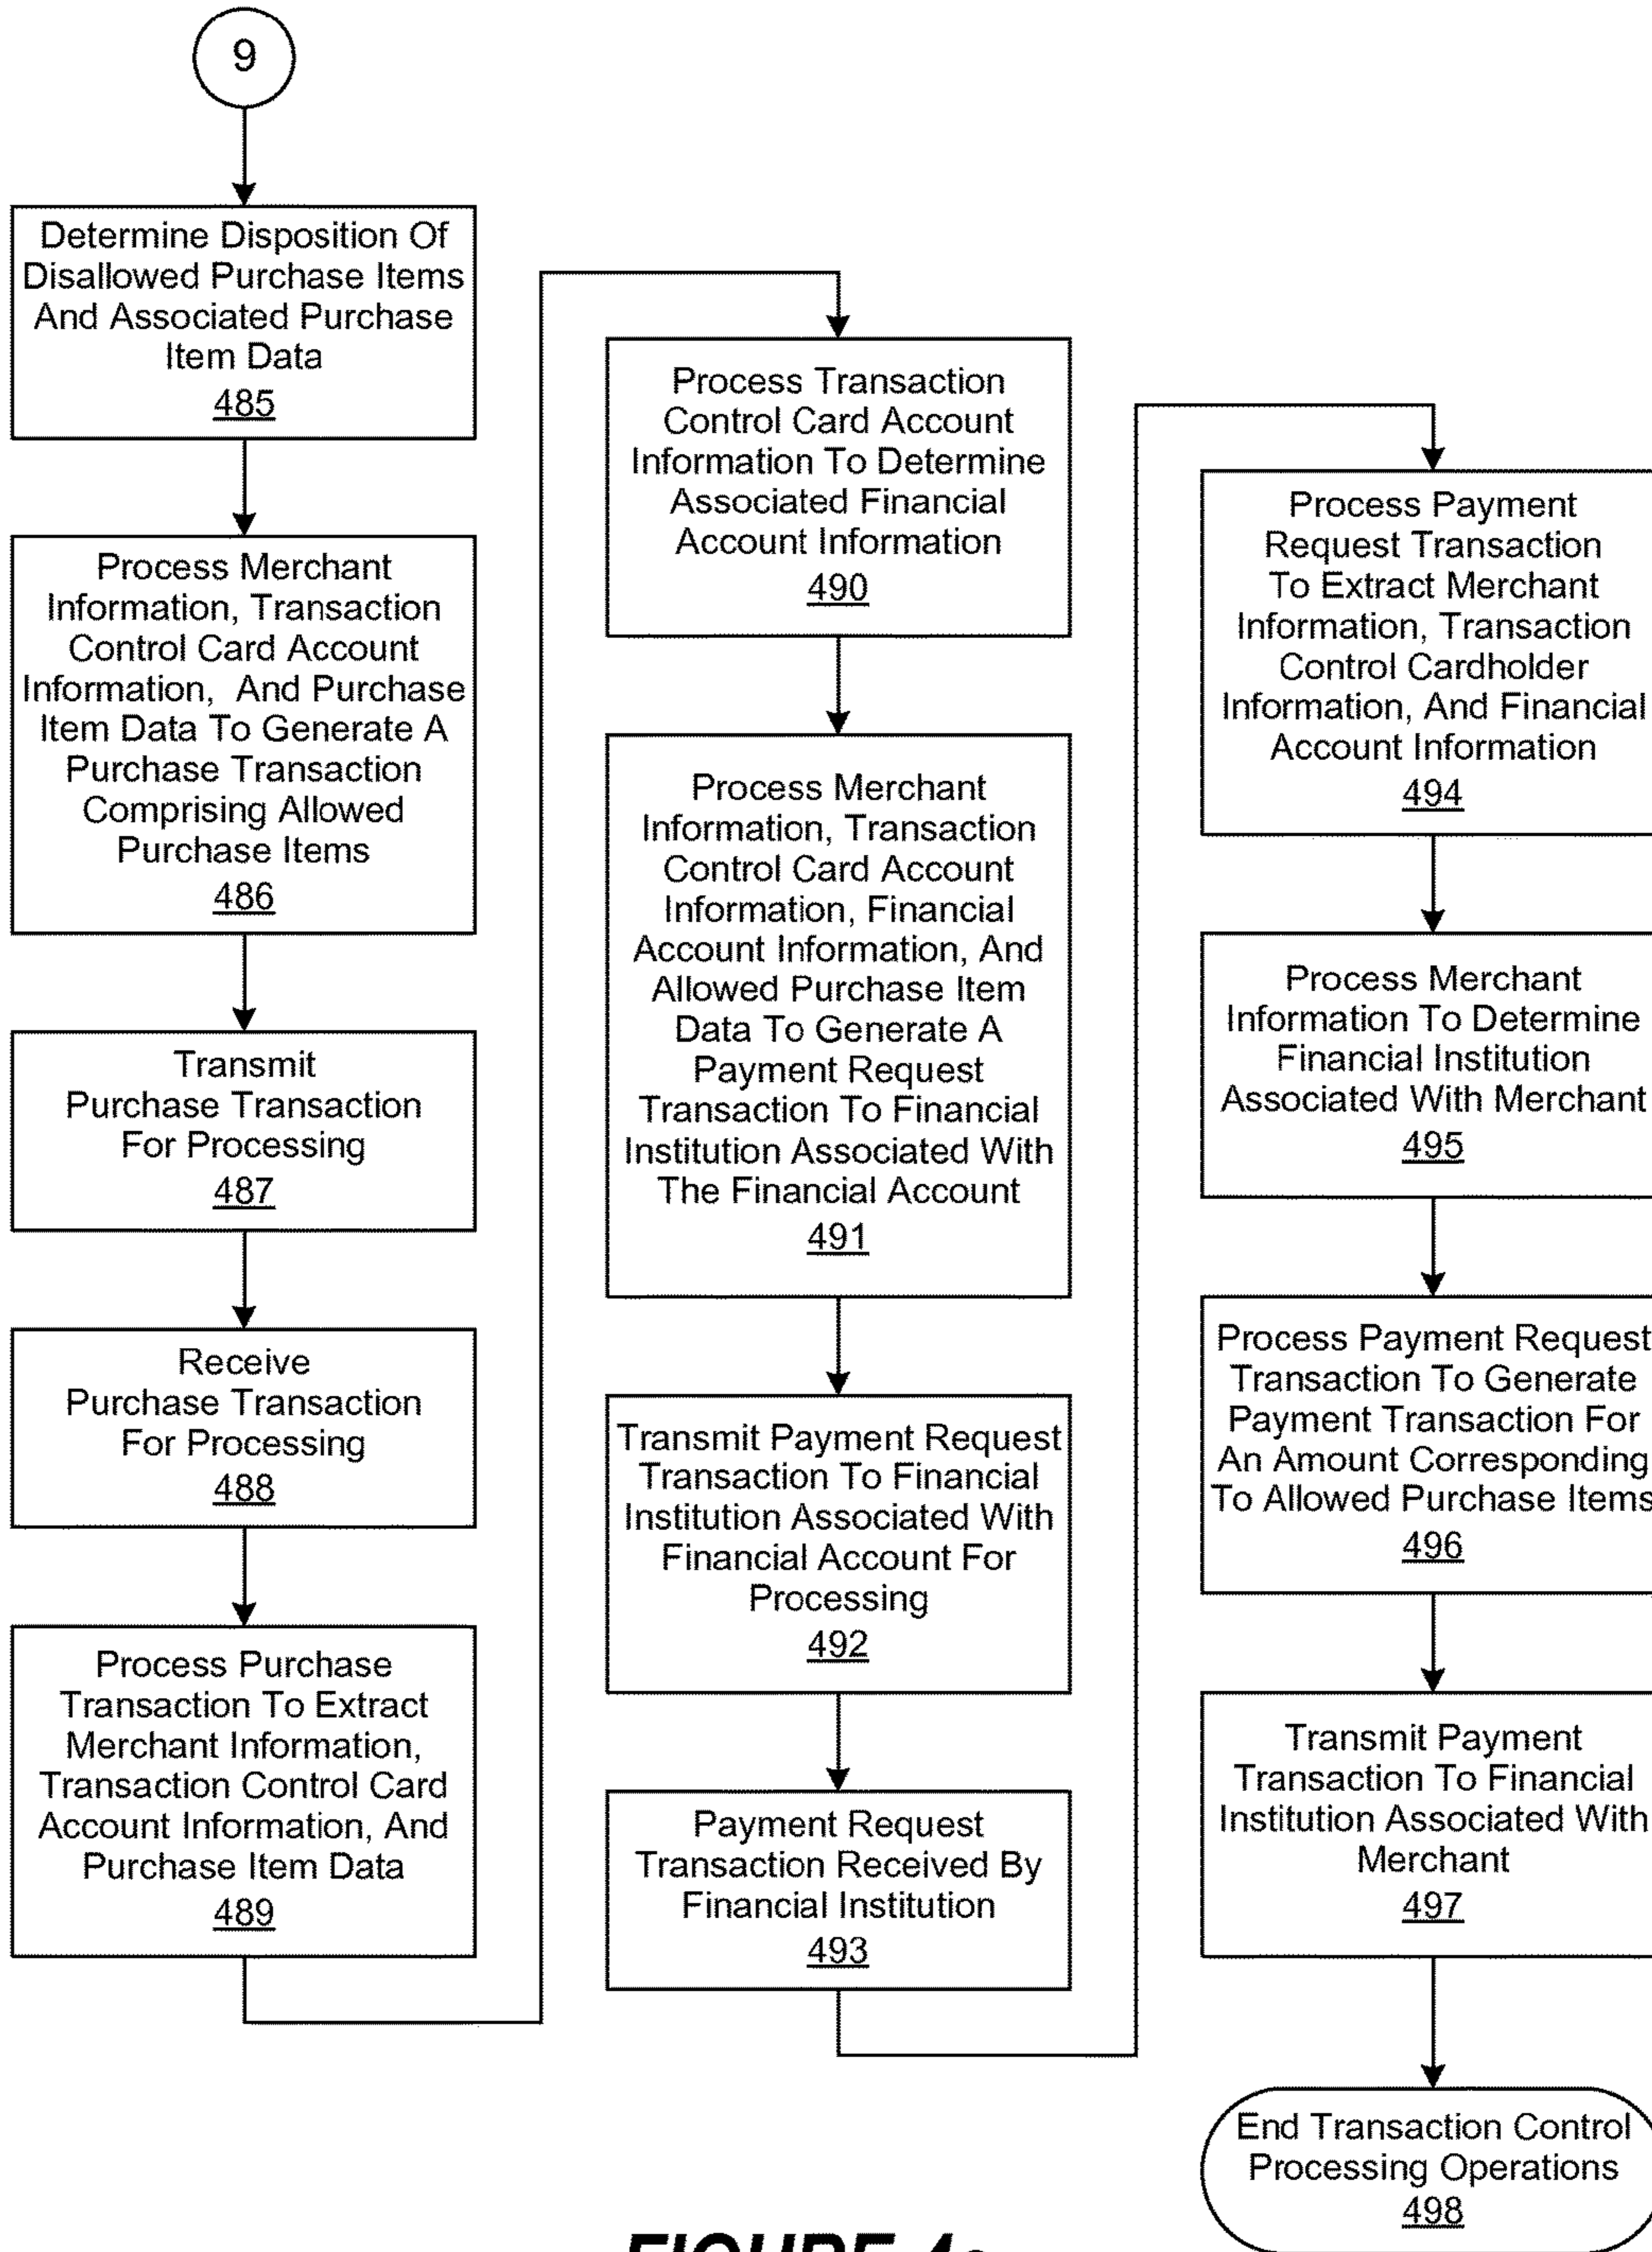 9
Determine Disposition Of
Disallowed Purchase Items
And Associated Purchase
Item Data
485
Process Merchant
Information, Transaction
Control Card Account
Information, And Purchase
Item Data To Generate A
Purchase Transaction
Comprising Allowed
Purchase Items
486
Transmit
Purchase Transaction
For Processing
487
Receive
Purchase Transaction
For Processing
488
Process Purchase
Transaction To Extract
Merchant Information,
Transaction Control Card
Account Information, And
Purchase Item Data
489
Process Transaction
Control Card Account
Information To Determine
Associated Financial
Account Information
490
Process Merchant
Information, Transaction
Control Card Account
Information, Financial
Account Information, And
Allowed Purchase Item
Data To Generate A
Payment Request
Transaction To Financial
Institution Associated With
The Financial Account
491
Transmit Payment Request
Transaction To Financial
Institution Associated With
Financial Account For
Processing
492
Payment Request
Transaction Received By
Financial Institution
493
Process Payment
Request Transaction
To Extract Merchant
Information, Transaction
Control Cardholder
Information, And Financial
Account Information
494
Process Merchant
Information To Determine
Financial Institution
Associated With Merchant
495
Process Payment Request
Transaction To Generate
Payment Transaction For
An Amount Corresponding
To Allowed Purchase Items
496
Transmit Payment
Transaction To Financial
Institution Associated With
Merchant
497
End Transaction Control
Processing Operations
498
FIGURE